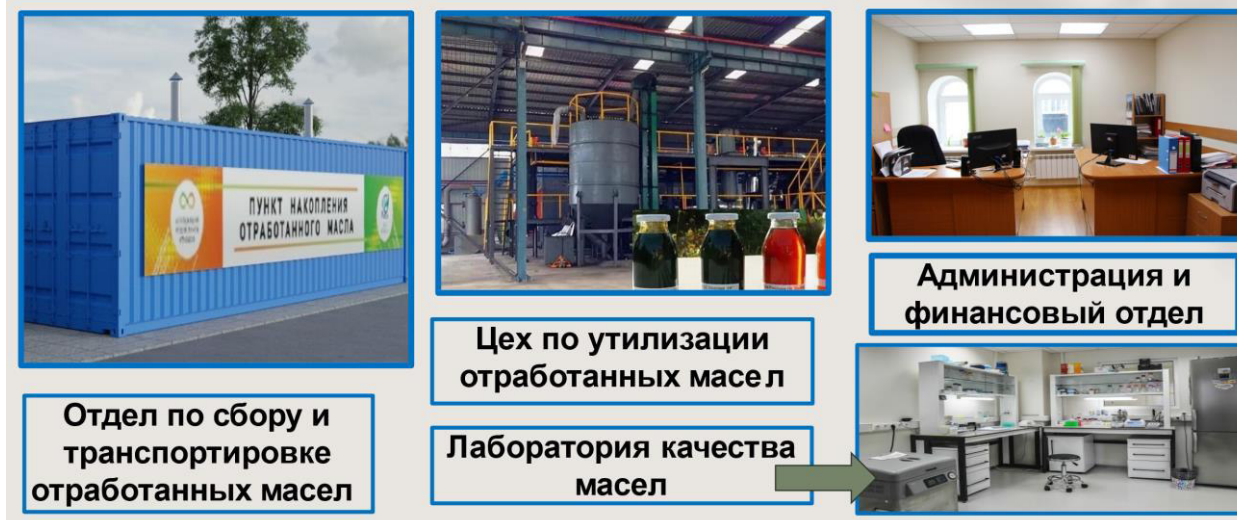 ПУНКТ НАКОПЛЕНИЯ
ОТРАБОТАННОГО МАСЛА
Отдел по сбору и
транспортировке
отработанных масел
Цех по утилизации
отработанных масел
Лаборатория качества
масел
Администрация и
финансовый отдел